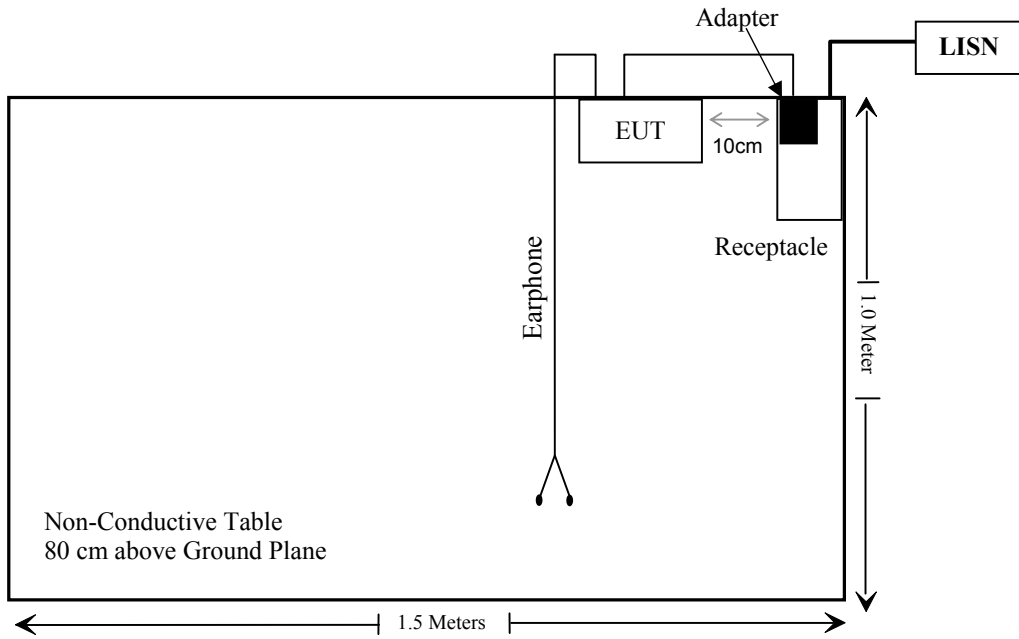 Adapter
LISN
EUT
10cm
Receptacle
Earphone
1.0 Meter
Non-Conductive Table
80 cm above Ground Plane
1.5 Meters